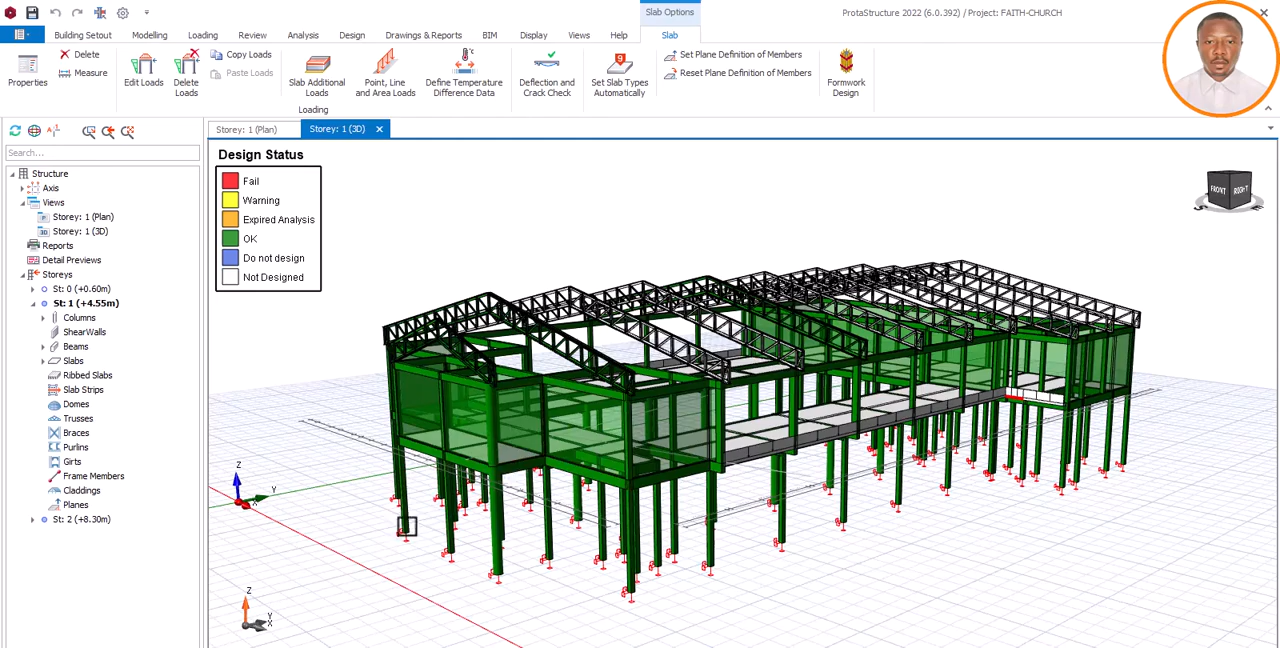 Slab Options
ProtaStructure 2022 (6.0.392) / Project: FAITH-CHURCH
Building Setout Modelling Loading Review Analysis Design Drawings & Reports BIM Display Views Help Slab
Properties
Delete
Measure
Edit Loads
Delete Loads
Copy Loads
Paste Loads
Slab Additional Loads
Point, Line and Area Loads
Define Temperature Difference Data
Loading
Deflection and Crack Check
9
Set Slab Types Automatically
Set Plane Definition of Members
Reset Plane Definition of Members
Formwork Design
Storey: 1 (Plan)
Storey: 1 (3D)
Search...
Structure
Axis
Views
Storey: 1 (Plan)
Storey: 1 (3D)
Reports
Detail Previews
Storeys
St: 0 (+0.60m)
St: 1 (+4.55m)
Columns
ShearWalls
Beams
Slabs
Ribbed Slabs
Slab Strips
Domes
Trusses
Braces
Purlins
Girts
Frame Members
Claddings
Planes
St: 2 (+8.30m)
Design Status
Fail
Warning
Expired Analysis
OK
Do not design
Not Designed
FRONT RIGHT
Z
Y
X
Z
Y
X